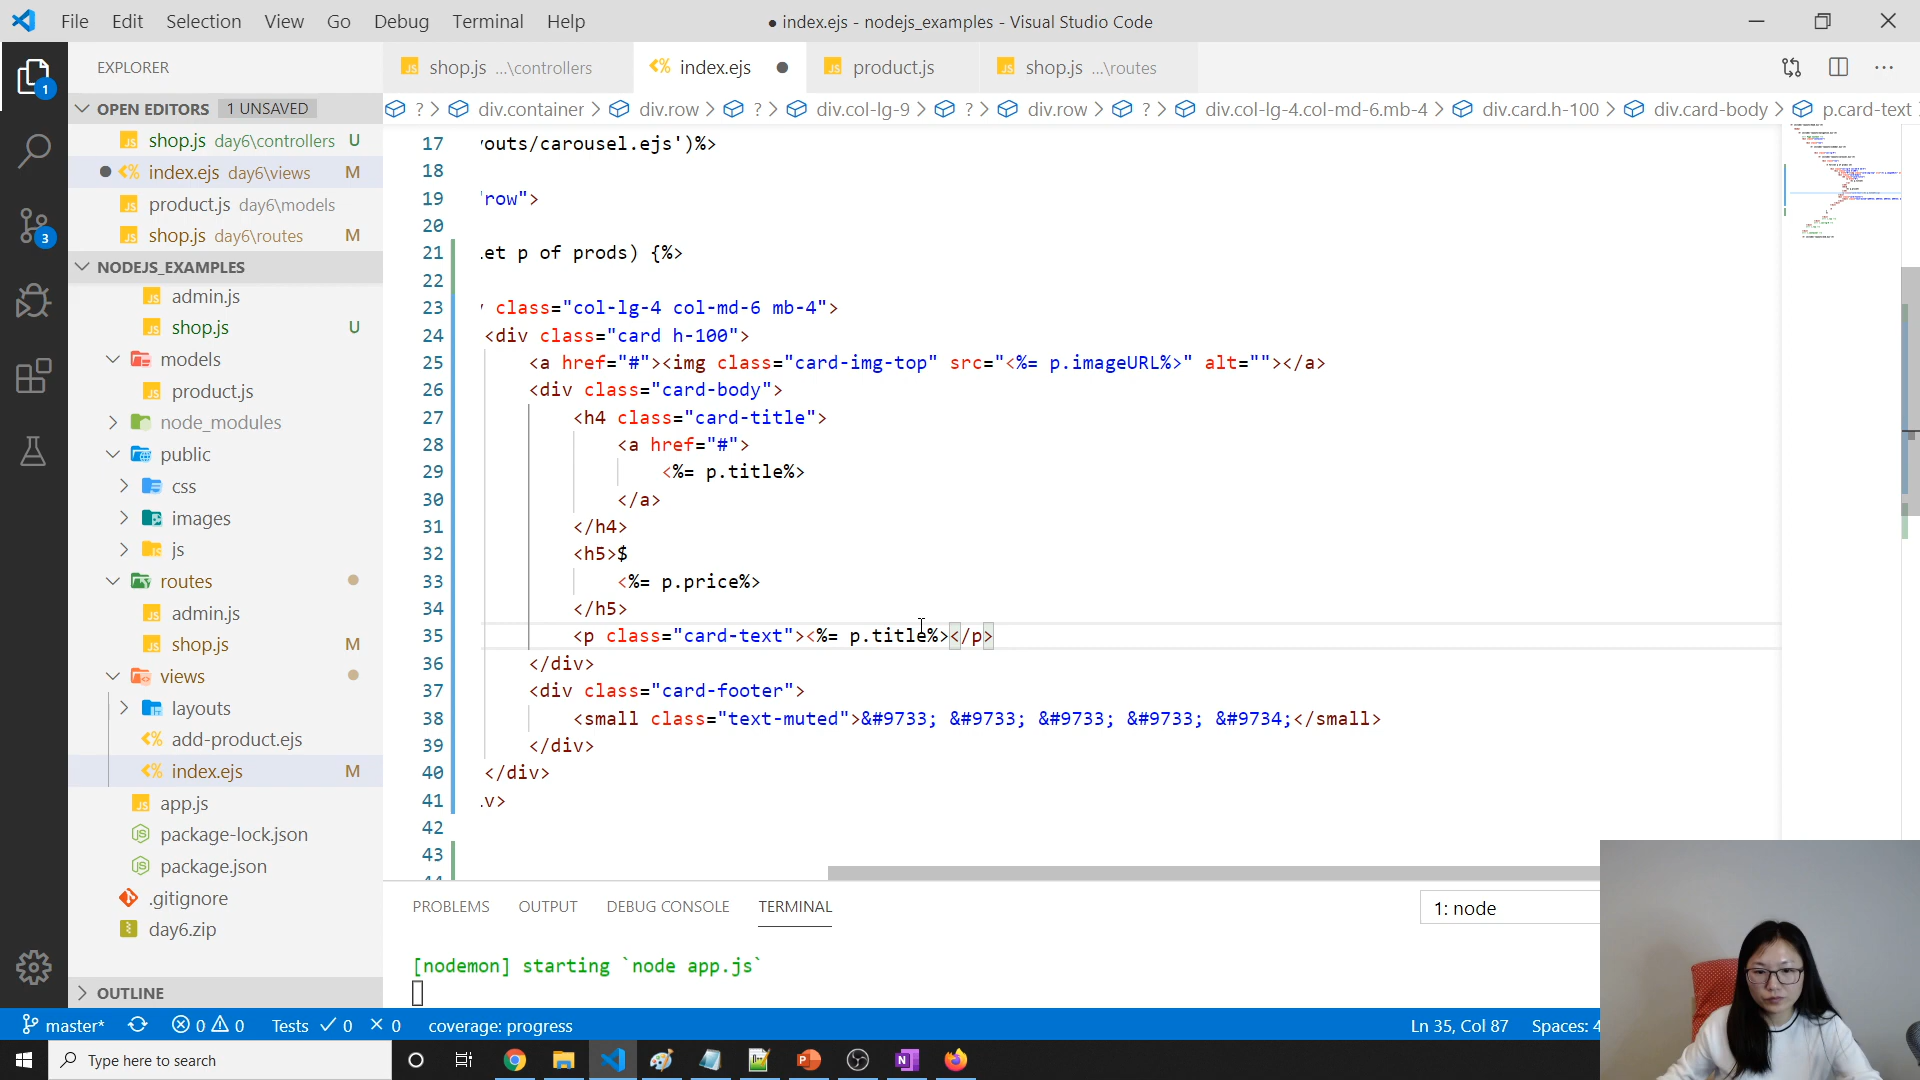 File Edit Selection View Go Debug Terminal Help
● index.ejs - nodejs_examples - Visual Studio Code
EXPLORER
shop.js ...\controllers
index.ejs
product.js
shop.js ...\routes
OPEN EDITORS 1 UNSAVED
? > div.container > div.row > ? > div.col-lg-9 > ? > div.row > ? > div.col-lg-4.col-md-6.mb-4 > div.card.h-100 > div.card-body > p.card-text
shop.js day6\controllers U
index.ejs day6\views M
product.js day6\models
shop.js day6\routes M
NODEJS_EXAMPLES
admin.js
shop.js U
models
product.js
node_modules
public
css
images
js
routes
admin.js
shop.js M
views
layouts
add-product.ejs
index.ejs M
app.js
package-lock.json
package.json
.gitignore
day6.zip
OUTLINE
1
3
17 outs/carousel.ejs')%>
18
19 "row">
20
21 et p of prods) {%>
22
23 class="col-lg-4 col-md-6 mb-4">
24 <div class="card h-100">
25 <a href="#"><img class="card-img-top" src="<%= p.imageURL%>" alt=""></a>
26 <div class="card-body">
27 <h4 class="card-title">
28 <a href="#">
29 <%= p.title%>
30 </a>
31 </h4>
32 <h5>$
33 <%= p.price%>
34 </h5>
35 <p class="card-text"><%= p.title%></p>
36 </div>
37 <div class="card-footer">
38 <small class="text-muted">&#9733; &#9733; &#9733; &#9733; &#9734;</small>
39 </div>
40 </div>
41 v>
42
43
PROBLEMS OUTPUT DEBUG CONSOLE TERMINAL
1: node
[nodemon] starting `node app.js`
master* 0 0 Tests 0 0 coverage: progress
Ln 35, Col 87 Spaces: 4
Type here to search